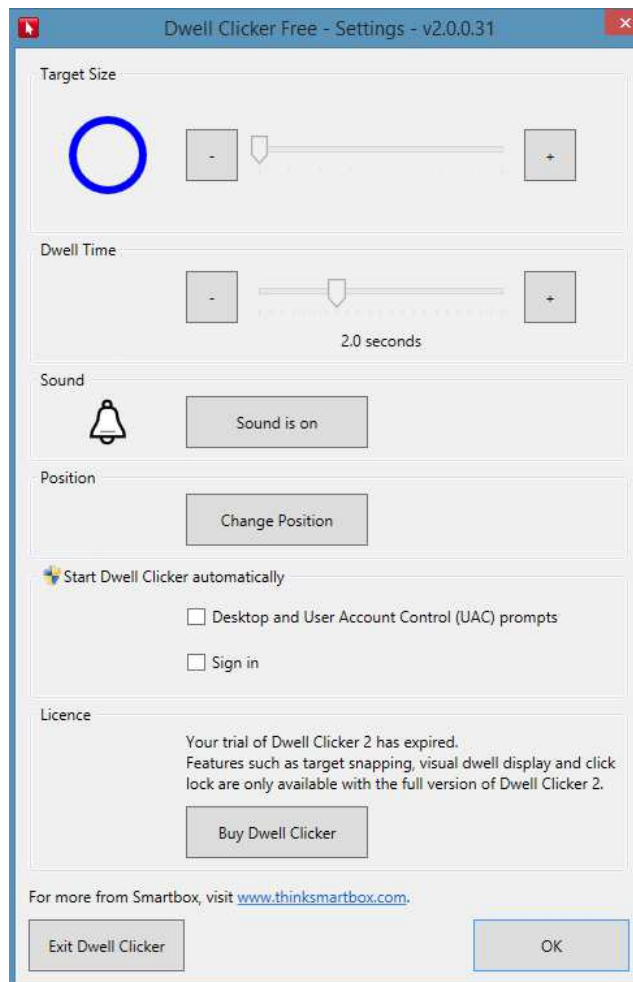 Dwell Clicker Free - Settings - v2.0.0.31
Target Size
-
+
Dwell Time
-
+
2.0 seconds
Sound
Sound is on
Position
Change Position
Start Dwell Clicker automatically
Desktop and User Account Control (UAC) prompts
Sign in
Licence
Your trial of Dwell Clicker 2 has expired.
Features such as target snapping, visual dwell display and click
lock are only available with the full version of Dwell Clicker 2.
Buy Dwell Clicker
For more from Smartbox, visit www.thinksmartbox.com.
Exit Dwell Clicker
OK